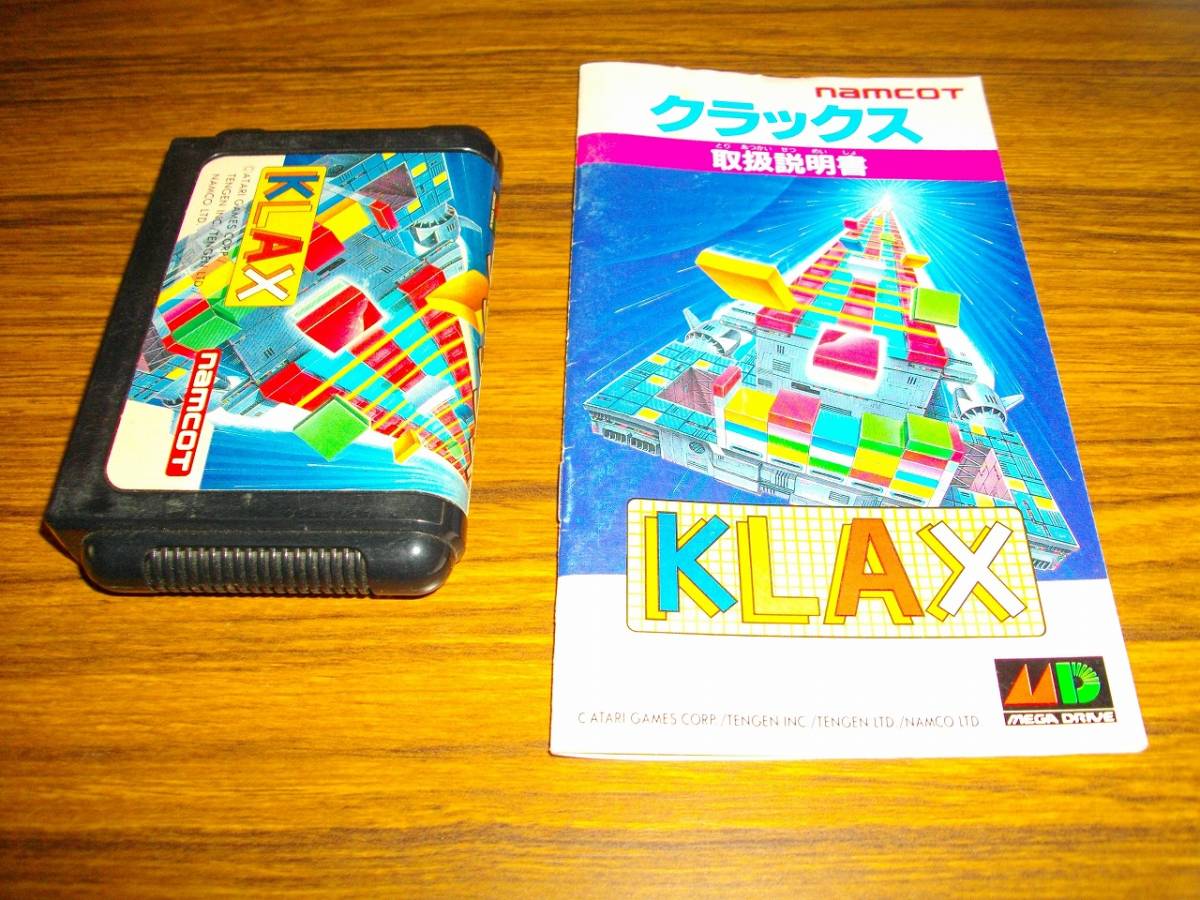 KLAX
© ATARI GAMES CORP.
TENGEN INC. TENGEN LTD./
NAMCO LTD.
namcot
namcot
クラックス
とり あつかい せつ めい しょ
取扱説明書
KLAX
C ATARI GAMES CORP./TENGEN INC./TENGEN LTD./NAMCO LTD
MD
MEGA DRIVE